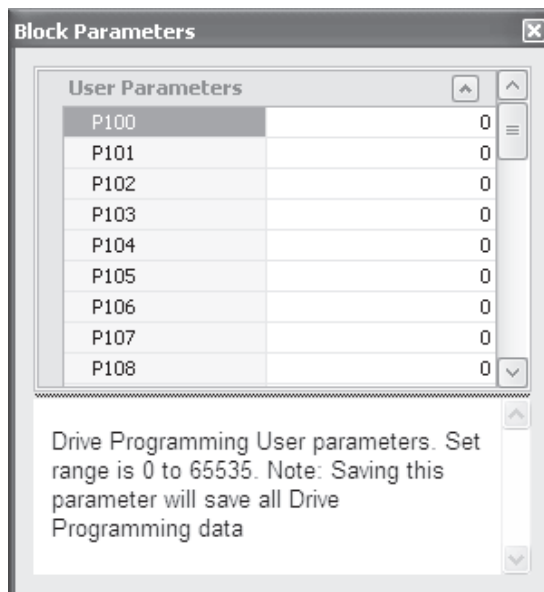 Block Parameters
User Parameters
P100 0
P101 0
P102 0
P103 0
P104 0
P105 0
P106 0
P107 0
P108 0
Drive Programming User parameters. Set
range is 0 to 65535. Note: Saving this
parameter will save all Drive
Programming data